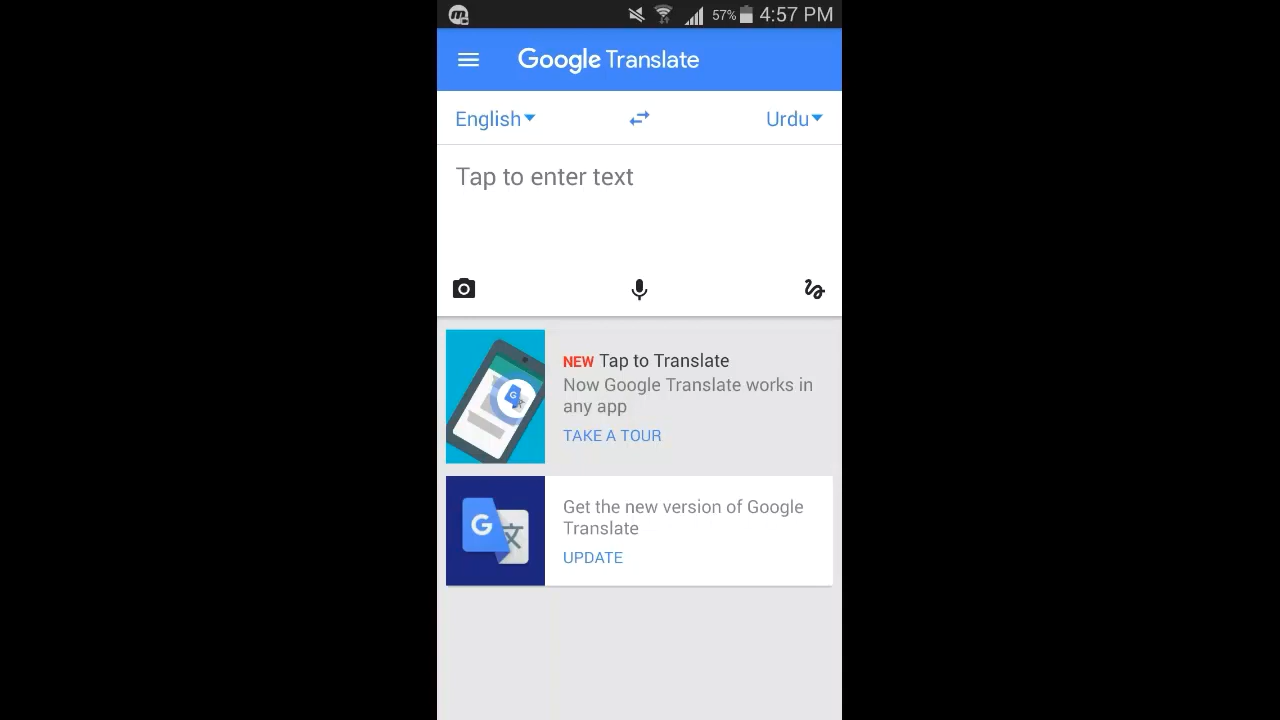 57% 4:57 PM
Google Translate
English Urdu
Tap to enter text
NEW Tap to Translate
Now Google Translate works in
any app
TAKE A TOUR
Get the new version of Google
Translate
UPDATE